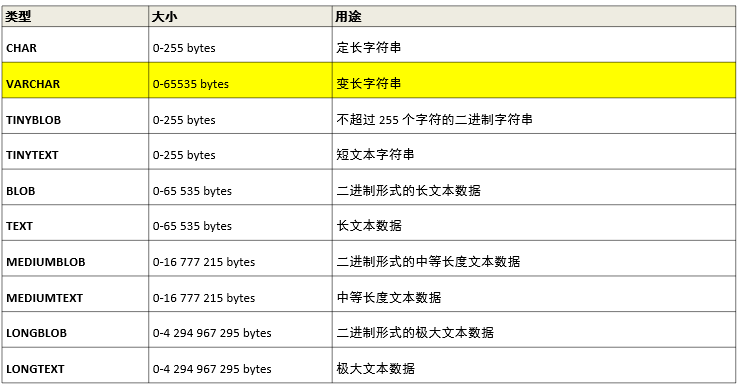 类型 大小 用途
CHAR 0-255 bytes 定长字符串
VARCHAR 0-65535 bytes 变长字符串
TINYBLOB 0-255 bytes 不超过 255 个字符的二进制字符串
TINYTEXT 0-255 bytes 短文本字符串
BLOB 0-65 535 bytes 二进制形式的长文本数据
TEXT 0-65 535 bytes 长文本数据
MEDIUMBLOB 0-16 777 215 bytes 二进制形式的中等长度文本数据
MEDIUMTEXT 0-16 777 215 bytes 中等长度文本数据
LONGBLOB 0-4 294 967 295 bytes 二进制形式的极大文本数据
LONGTEXT 0-4 294 967 295 bytes 极大文本数据